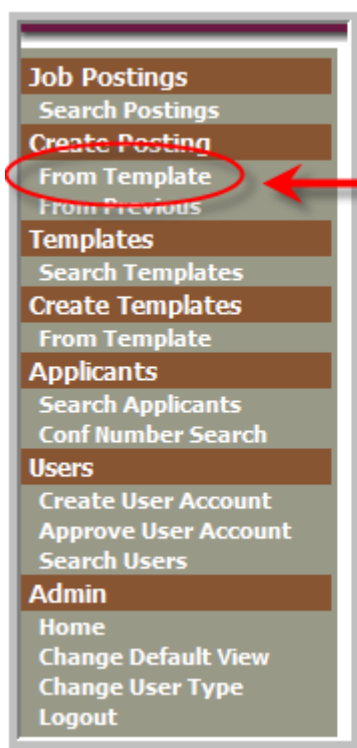 Job Postings
Search Postings
Create Posting
From Template
From Previous
Templates
Search Templates
Create Templates
From Template
Applicants
Search Applicants
Conf Number Search
Users
Create User Account
Approve User Account
Search Users
Admin
Home
Change Default View
Change User Type
Logout